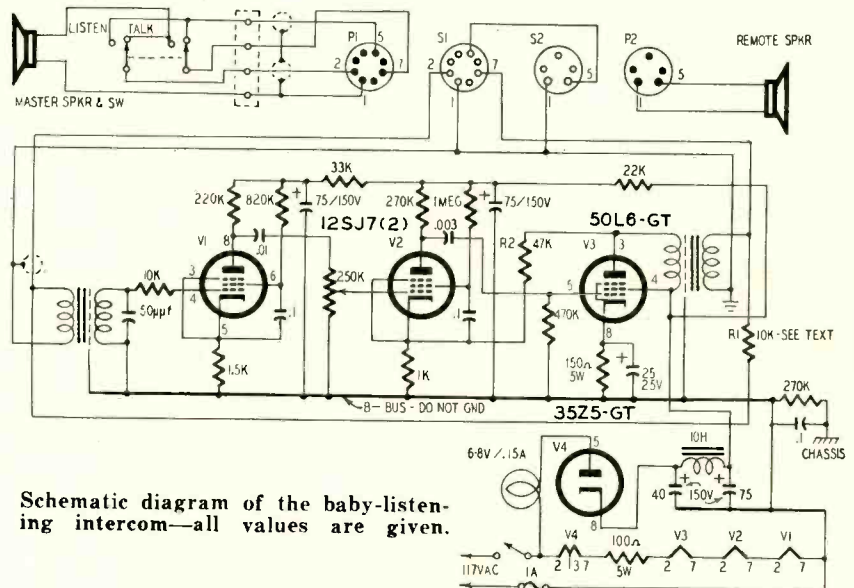 LISTEN
TALK
MASTER SPKR & SW
P1
5
2
7
1
S1
2
7
1
S2
5
1
P2
5
1
REMOTE SPKR
33K
22K
220K
820K
+
75/150V
270K
1MEG
+
75/150V
12SJ7(2)
50L6-GT
V1
8
.01
V2
.003
R2
47K
V3
3
10K
3
4
6
250K
5
4
50µµf
.1
5
.1
470K
8
R1
10K-SEE TEXT
1.5K
1K
150Ω
5W
+
25
25V
B- BUS - DO NOT GND
35Z5-GT
270K
.1
CHASSIS
6-8V/.15A
V4
5
8
10H
+
+
40
150V
75
Schematic diagram of the baby-listen-
ing intercom—all values are given.
117VAC
1A
V4
2
3
7
100Ω
5W
V3
2
7
V2
2
7
V1
2
7